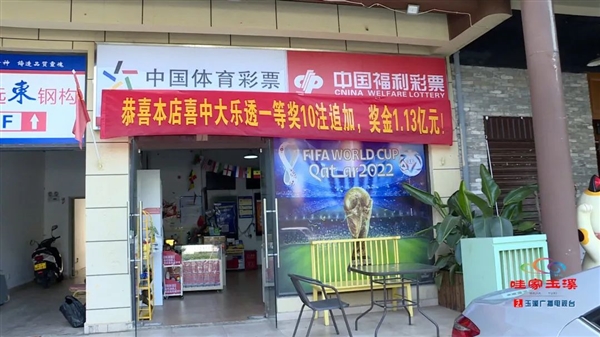 中国体育彩票
中国福利彩票
CHINA WELFARE LOTTERY
恭喜本店喜中大乐透一等奖10注追加，奖金1.13亿元！
钢构
F
FIFA WORLD CUP
Qatar2022
哇家玉溪
玉溪广播电视台